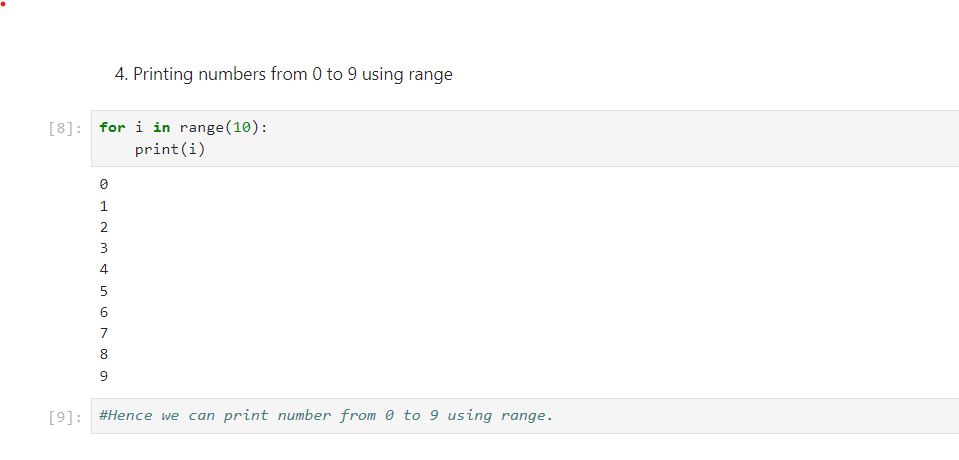 4. Printing numbers from 0 to 9 using range
[8]: for i in range(10):
    print(i)
0
1
2
3
4
5
6
7
8
9
[9]: #Hence we can print number from 0 to 9 using range.